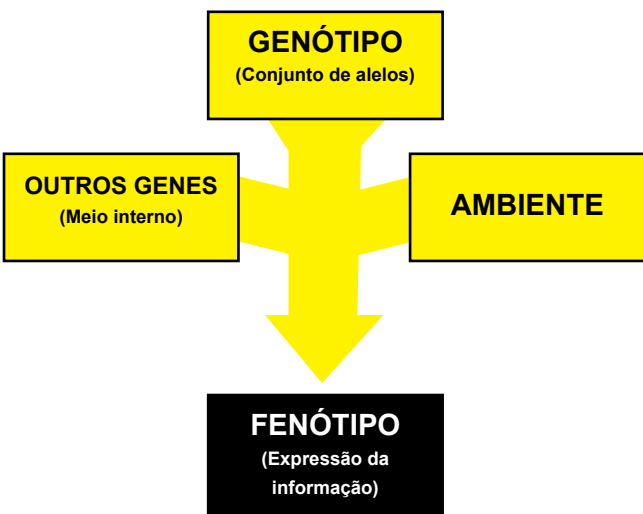 GENÓTIPO
(Conjunto de alelos)
OUTROS GENES
(Meio interno)
AMBIENTE
FENÓTIPO
(Expressão da
informação)